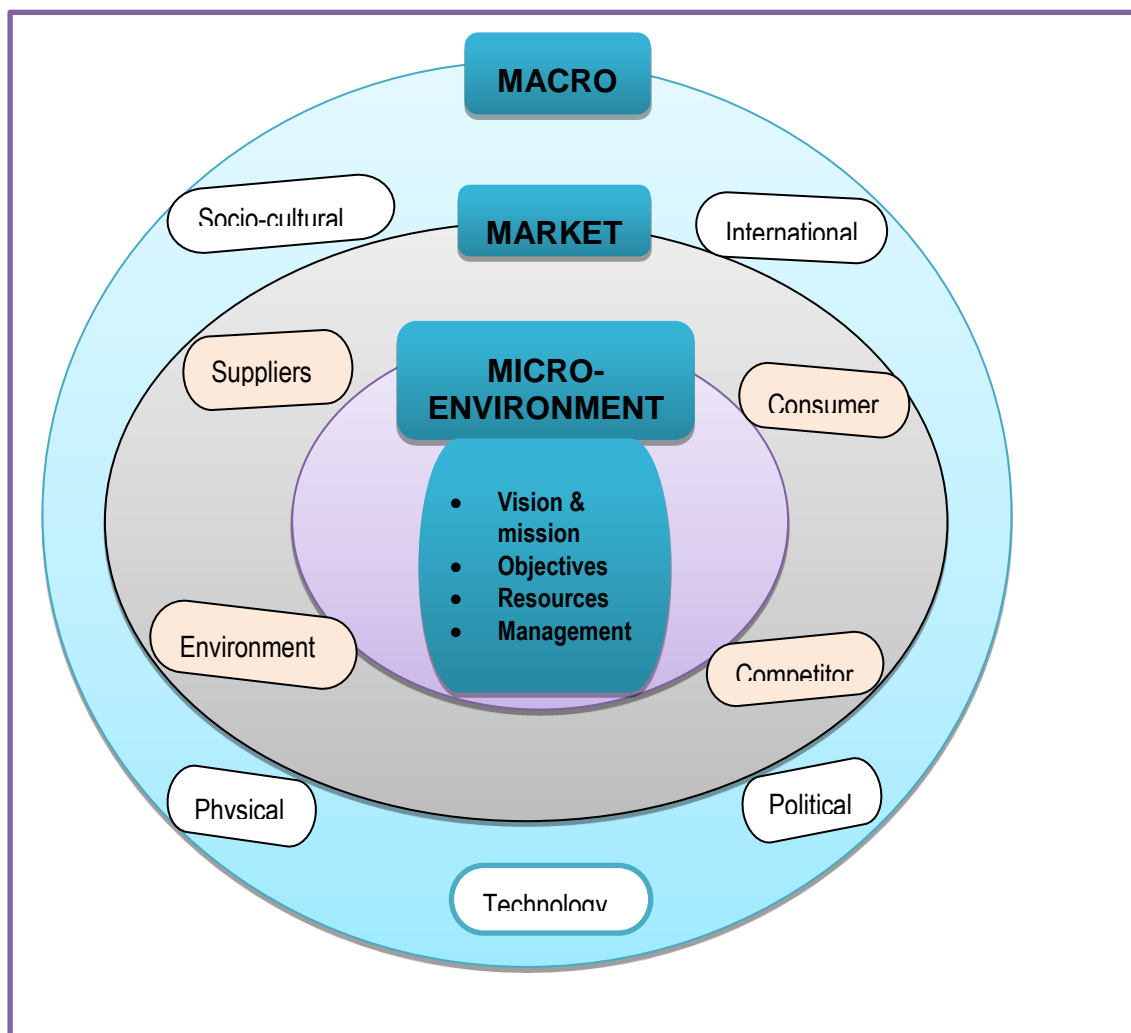 MACRO
Socio-cultural
MARKET
International
Suppliers
MICRO-
ENVIRONMENT
Consumer
• Vision &
mission
• Objectives
• Resources
• Management
Environment
Competitor
Physical
Political
Technology